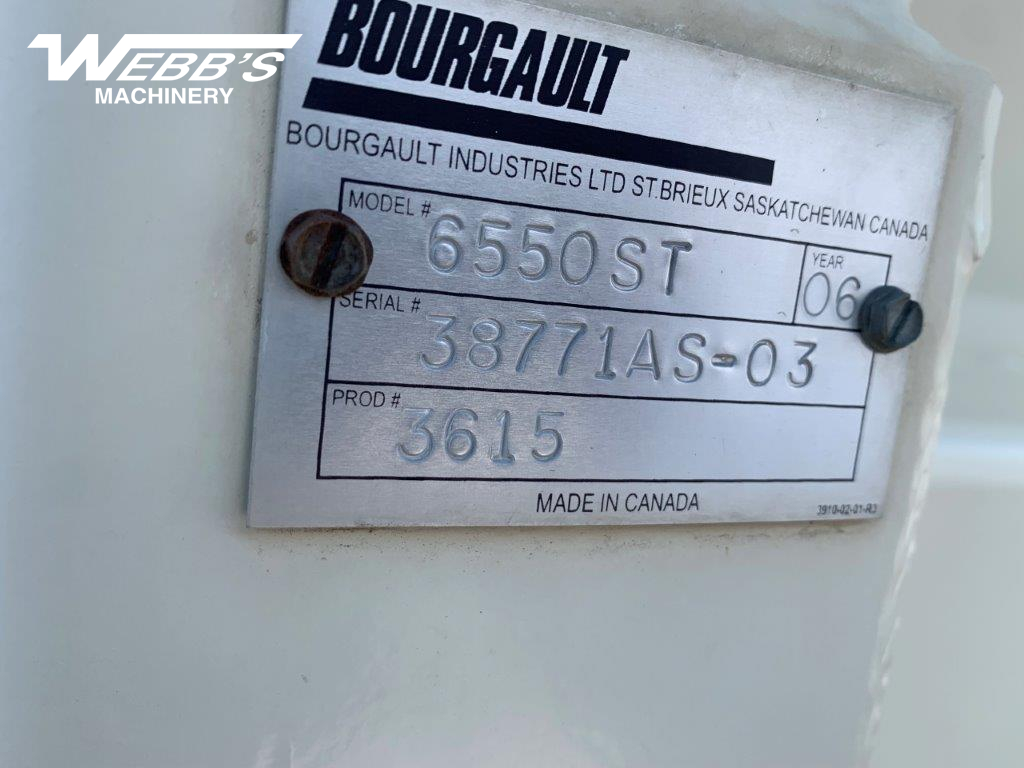 WEBB'S
MACHINERY
BOURGAULT
BOURGAULT INDUSTRIES LTD ST.BRIEUX SASKATCHEWAN CANADA
MODEL # 6550ST YEAR 06
SERIAL # 38771AS-03
PROD # 3615
MADE IN CANADA
3910-02-01-R3